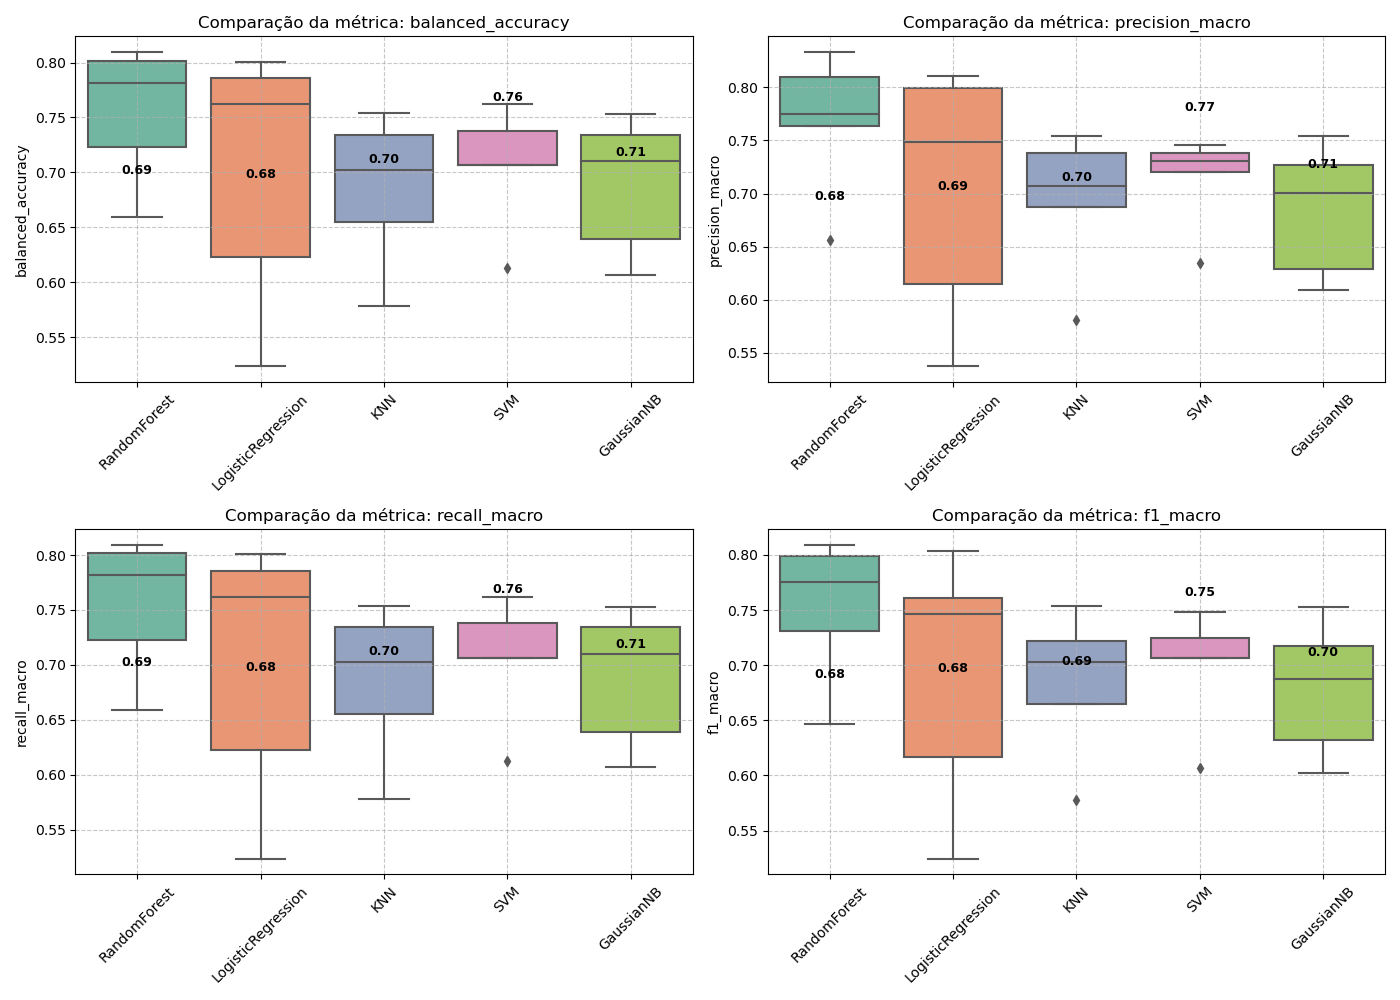 Comparação da métrica: balanced_accuracy
balanced_accuracy
0.80
0.75
0.70
0.65
0.60
0.55
0.69
0.68
0.70
0.76
0.71
RandomForest
LogisticRegression
KNN
SVM
GaussianNB
Comparação da métrica: precision_macro
precision_macro
0.80
0.75
0.70
0.65
0.60
0.55
0.68
0.69
0.70
0.77
0.71
RandomForest
LogisticRegression
KNN
SVM
GaussianNB
Comparação da métrica: recall_macro
recall_macro
0.80
0.75
0.70
0.65
0.60
0.55
0.69
0.68
0.70
0.76
0.71
RandomForest
LogisticRegression
KNN
SVM
GaussianNB
Comparação da métrica: f1_macro
f1_macro
0.80
0.75
0.70
0.65
0.60
0.55
0.68
0.68
0.69
0.75
0.70
RandomForest
LogisticRegression
KNN
SVM
GaussianNB